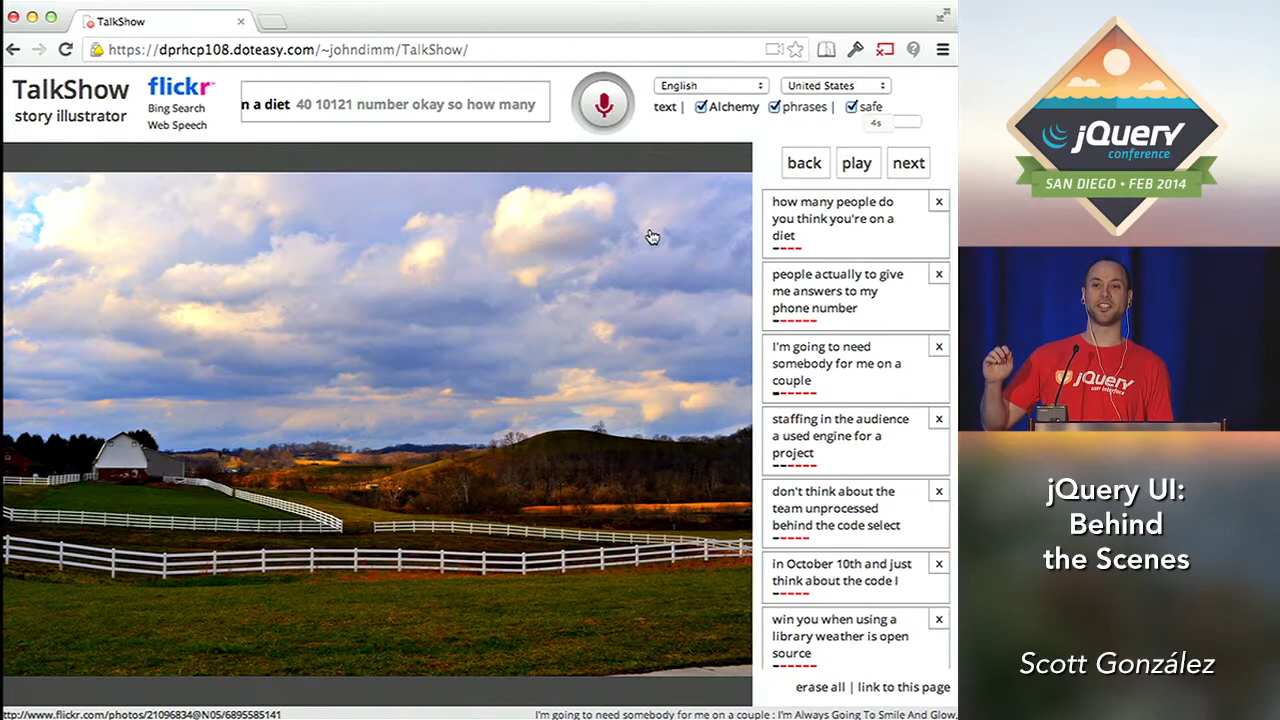 TalkShow
https://dprhcp108.doteasy.com/~johndimm/TalkShow/
TalkShow
story illustrator
flickr
Bing Search
Web Speech
n a diet 40 10121 number okay so how many
English
United States
text | Alchemy phrases | safe
4s
back
play
next
how many people do
you think you're on a
diet
x
people actually to give
me answers to my
phone number
x
I'm going to need
somebody for me on a
couple
x
staffing in the audience
a used engine for a
project
x
don't think about the
team unprocessed
behind the code select
x
in October 10th and just
think about the code I
x
win you when using a
library weather is open
source
x
erase all | link to this page
http://www.flickr.com/photos/21096834@N05/6895585141
I'm going to need somebody for me on a couple : I'm Always Going To Smile And Glow.
jQuery
conference
SAN DIEGO • FEB 2014
jQuery
user interface
jQuery UI:
Behind
the Scenes
Scott González